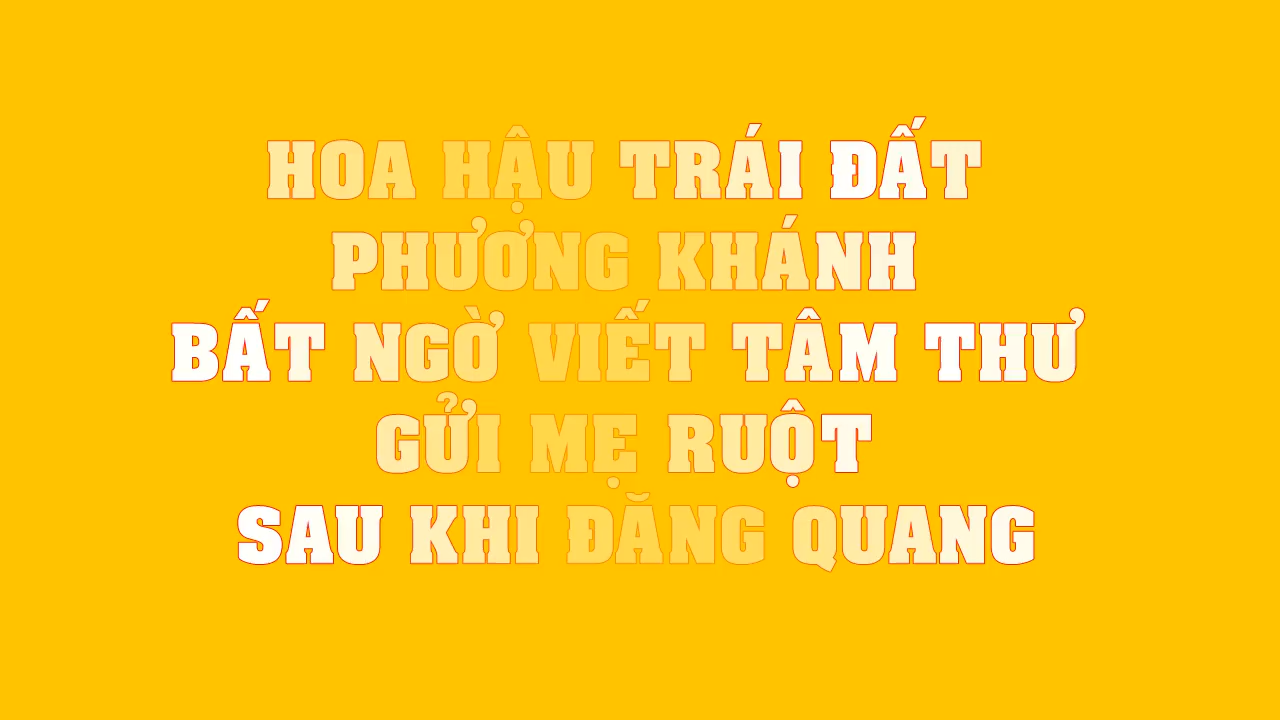 HOA HẬU TRÁI ĐẤT
PHƯƠNG KHÁNH
BẤT NGỜ VIẾT TÂM THƯ
GỬI MẸ RUỘT
SAU KHI ĐĂNG QUANG